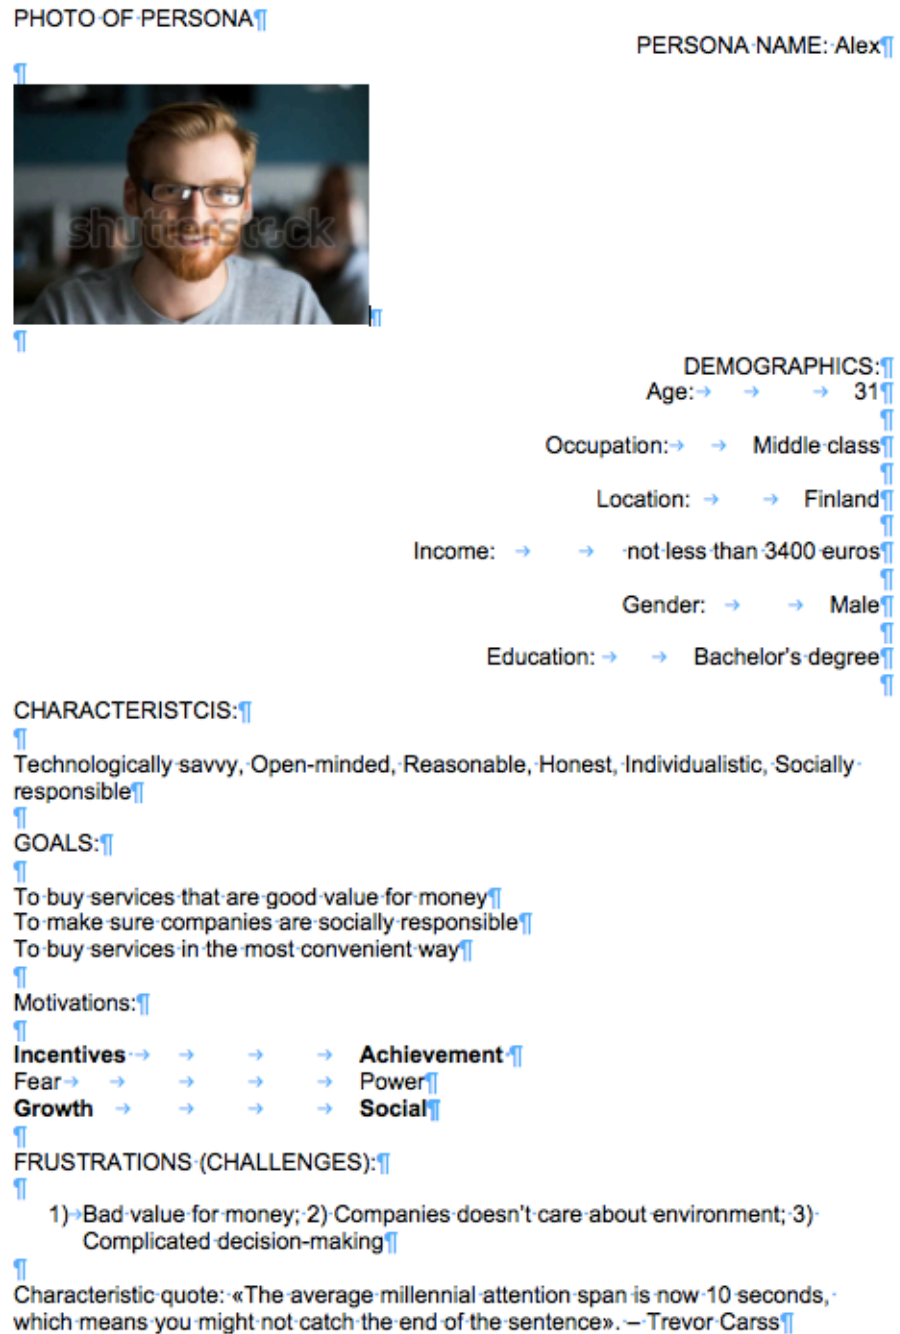 PHOTO OF PERSONA
PERSONA NAME: Alex
shutterstock
DEMOGRAPHICS:
Age: 31
Occupation: Middle class
Location: Finland
Income: not less than 3400 euros
Gender: Male
Education: Bachelor's degree
CHARACTERISTCIS:
Technologically savvy, Open-minded, Reasonable, Honest, Individualistic, Socially
responsible
GOALS:
To buy services that are good value for money
To make sure companies are socially responsible
To buy services in the most convenient way
Motivations:
Incentives Achievement
Fear Power
Growth Social
FRUSTRATIONS (CHALLENGES):
1) Bad value for money; 2) Companies doesn't care about environment; 3)
Complicated decision-making
Characteristic quote: «The average millennial attention span is now 10 seconds,
which means you might not catch the end of the sentence». – Trevor Carss